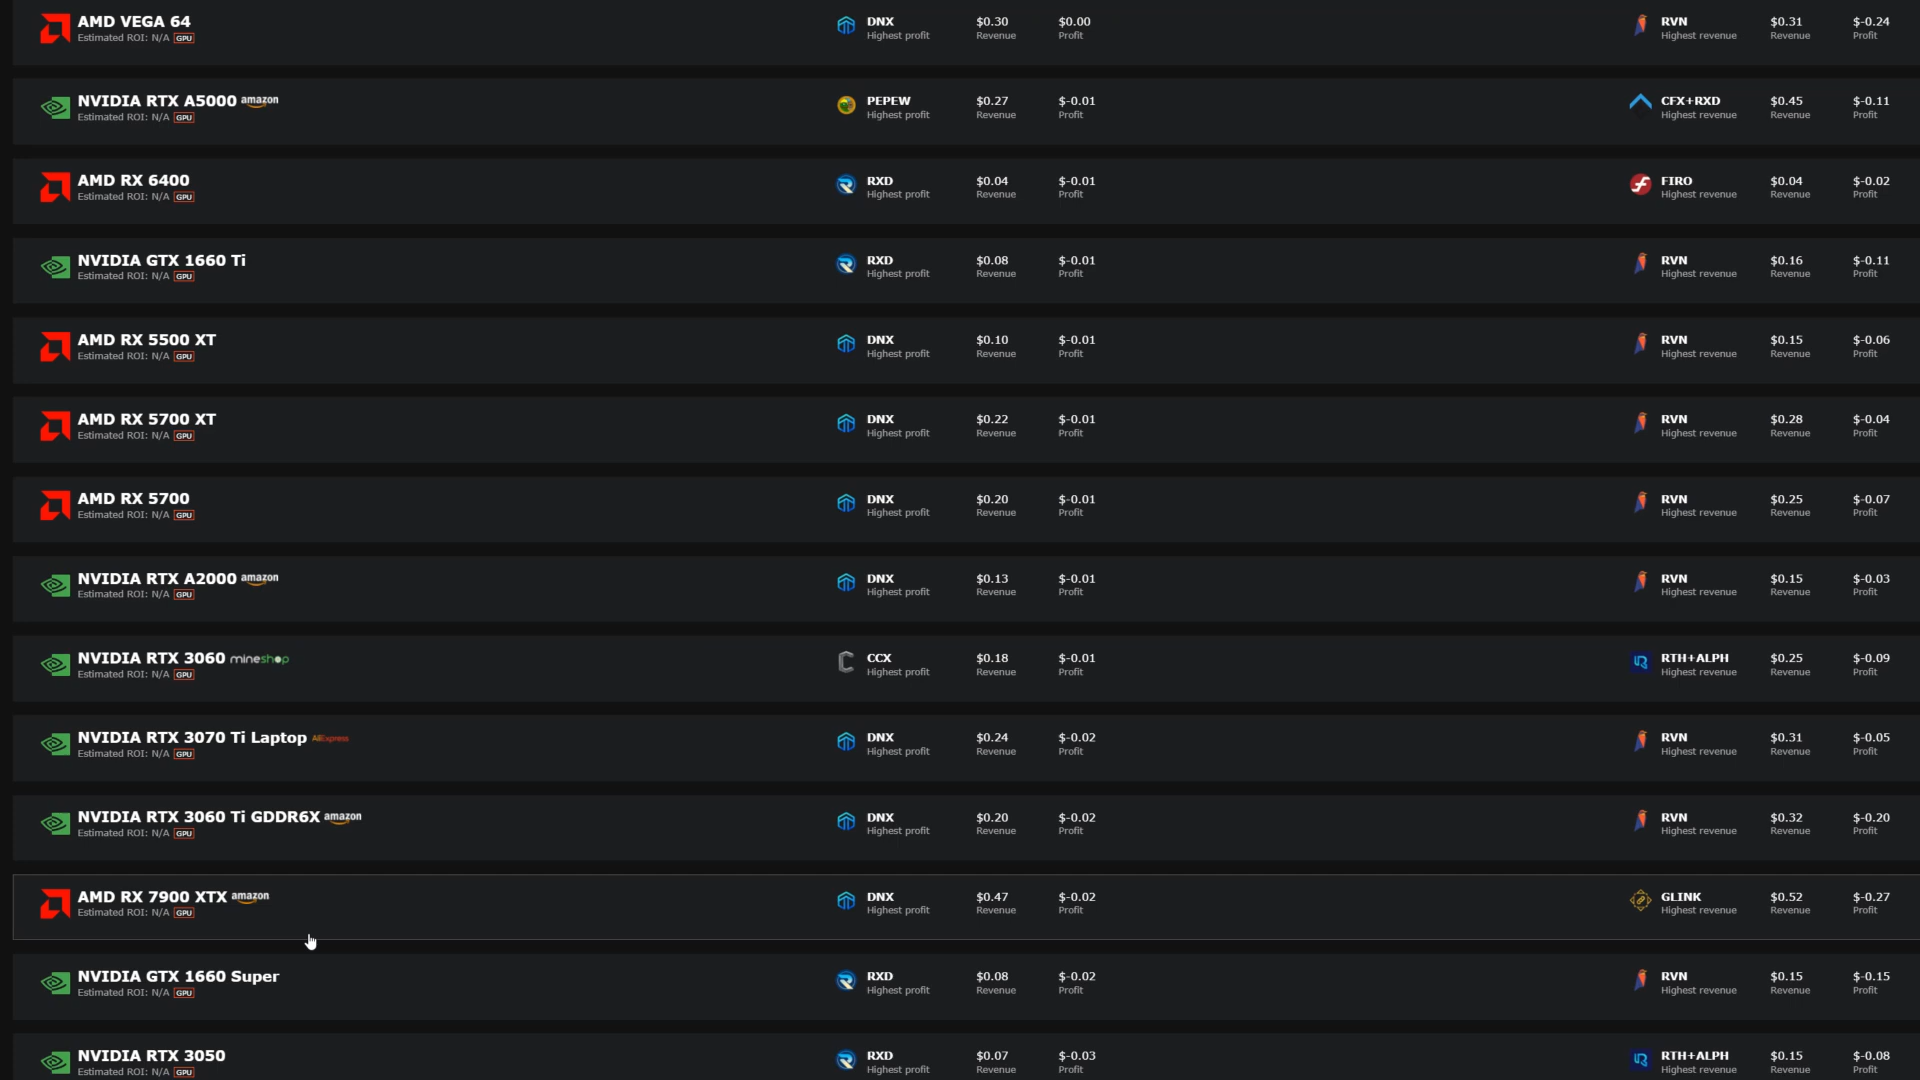 AMD VEGA 64
Estimated ROI: N/A GPU
DNX $0.30 $0.00
Highest profit Revenue Profit
RVN $0.31 $-0.24
Highest revenue Revenue Profit
NVIDIA RTX A5000 amazon
Estimated ROI: N/A GPU
PEPEW $0.27 $-0.01
Highest profit Revenue Profit
CFX+RXD $0.45 $-0.11
Highest revenue Revenue Profit
AMD RX 6400
Estimated ROI: N/A GPU
RXD $0.04 $-0.01
Highest profit Revenue Profit
FIRO $0.04 $-0.02
Highest revenue Revenue Profit
NVIDIA GTX 1660 Ti
Estimated ROI: N/A GPU
RXD $0.08 $-0.01
Highest profit Revenue Profit
RVN $0.16 $-0.11
Highest revenue Revenue Profit
AMD RX 5500 XT
Estimated ROI: N/A GPU
DNX $0.10 $-0.01
Highest profit Revenue Profit
RVN $0.15 $-0.06
Highest revenue Revenue Profit
AMD RX 5700 XT
Estimated ROI: N/A GPU
DNX $0.22 $-0.01
Highest profit Revenue Profit
RVN $0.28 $-0.04
Highest revenue Revenue Profit
AMD RX 5700
Estimated ROI: N/A GPU
DNX $0.20 $-0.01
Highest profit Revenue Profit
RVN $0.25 $-0.07
Highest revenue Revenue Profit
NVIDIA RTX A2000 amazon
Estimated ROI: N/A GPU
DNX $0.13 $-0.01
Highest profit Revenue Profit
RVN $0.15 $-0.03
Highest revenue Revenue Profit
NVIDIA RTX 3060 mineshop
Estimated ROI: N/A GPU
CCX $0.18 $-0.01
Highest profit Revenue Profit
RTH+ALPH $0.25 $-0.09
Highest revenue Revenue Profit
NVIDIA RTX 3070 Ti Laptop AliExpress
Estimated ROI: N/A GPU
DNX $0.24 $-0.02
Highest profit Revenue Profit
RVN $0.31 $-0.05
Highest revenue Revenue Profit
NVIDIA RTX 3060 Ti GDDR6X amazon
Estimated ROI: N/A GPU
DNX $0.20 $-0.02
Highest profit Revenue Profit
RVN $0.32 $-0.20
Highest revenue Revenue Profit
AMD RX 7900 XTX amazon
Estimated ROI: N/A GPU
DNX $0.47 $-0.02
Highest profit Revenue Profit
GLINK $0.52 $-0.27
Highest revenue Revenue Profit
NVIDIA GTX 1660 Super
Estimated ROI: N/A GPU
RXD $0.08 $-0.02
Highest profit Revenue Profit
RVN $0.15 $-0.15
Highest revenue Revenue Profit
NVIDIA RTX 3050
Estimated ROI: N/A GPU
RXD $0.07 $-0.03
Highest profit Revenue Profit
RTH+ALPH $0.15 $-0.08
Highest revenue Revenue Profit